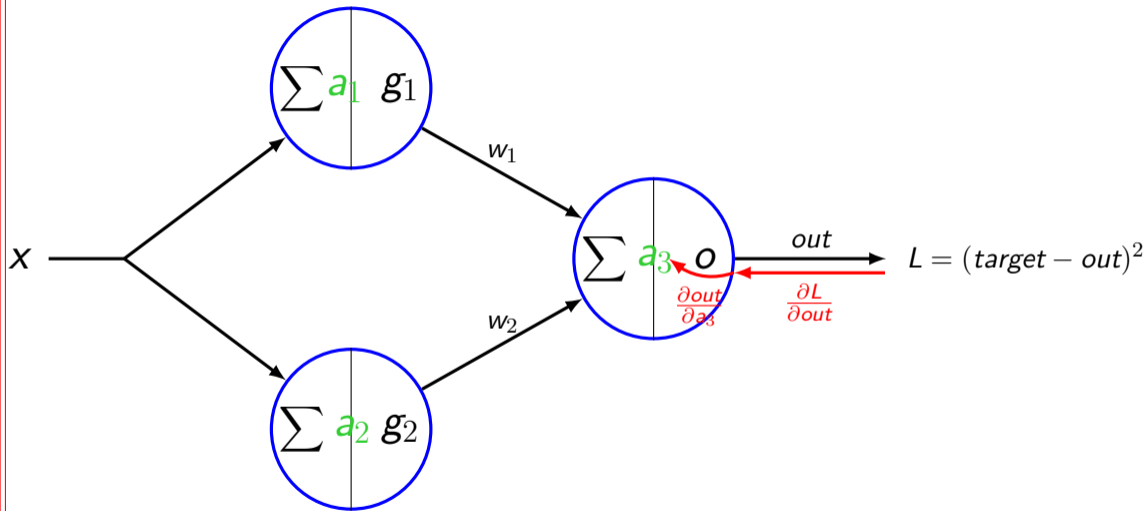 ∑ a₁ g₁
w₁
x
∑ a₃ o
out
L = (target − out)²
∂out/∂a₃
∂L/∂out
w₂
∑ a₂ g₂